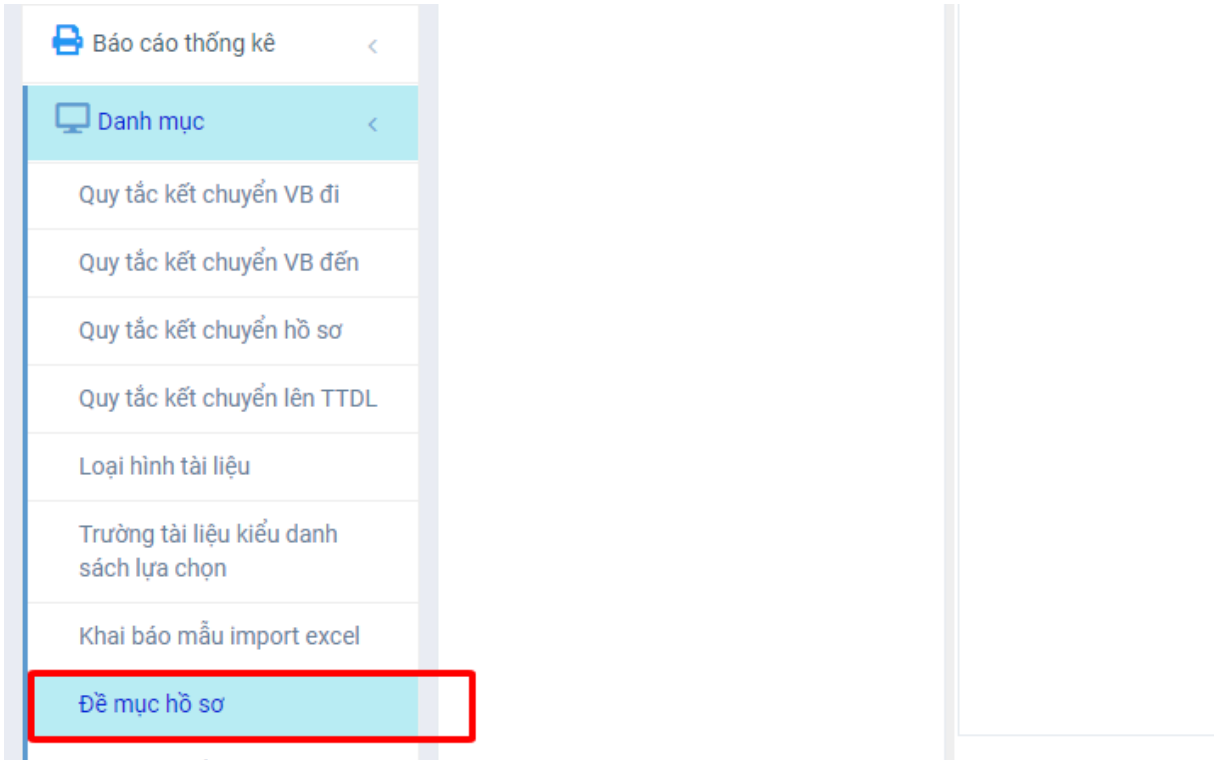 Báo cáo thống kê
Danh mục
Quy tắc kết chuyển VB đi
Quy tắc kết chuyển VB đến
Quy tắc kết chuyển hồ sơ
Quy tắc kết chuyển lên TTDL
Loại hình tài liệu
Trường tài liệu kiểu danh
sách lựa chọn
Khai báo mẫu import excel
Đề mục hồ sơ